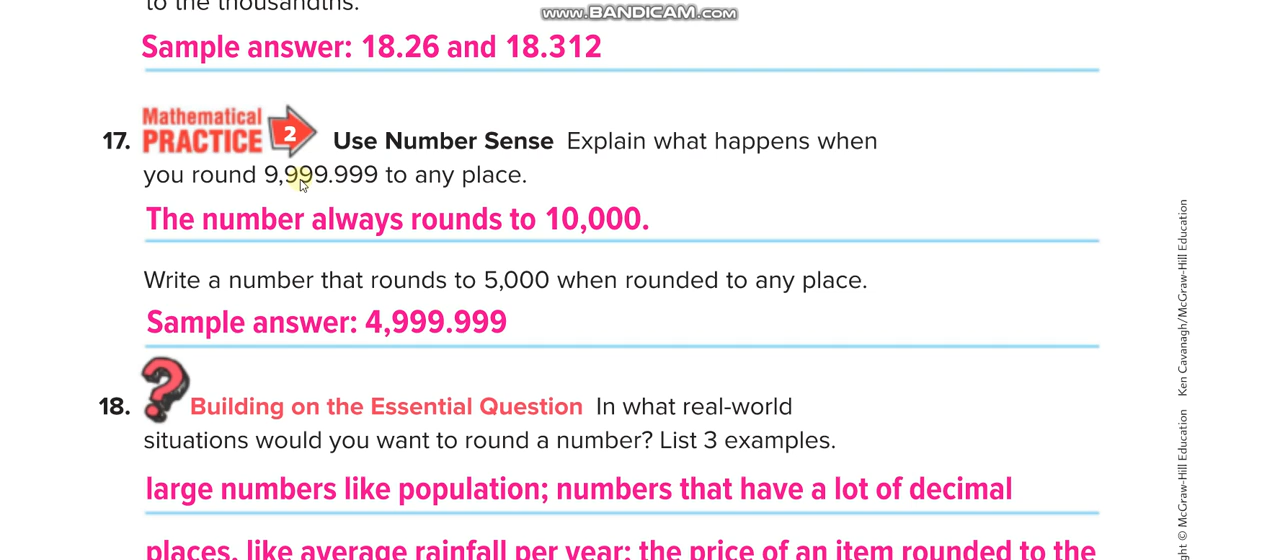 to the thousandths.
www.BANDICAM.com
Sample answer: 18.26 and 18.312
Mathematical
17. PRACTICE 2 Use Number Sense Explain what happens when
you round 9,999.999 to any place.
The number always rounds to 10,000.
Write a number that rounds to 5,000 when rounded to any place.
Sample answer: 4,999.999
18. ? Building on the Essential Question In what real-world
situations would you want to round a number? List 3 examples.
large numbers like population; numbers that have a lot of decimal
places, like average rainfall per year; the price of an item rounded to the
ght © McGraw-Hill Education Ken Cavanagh/McGraw-Hill Education